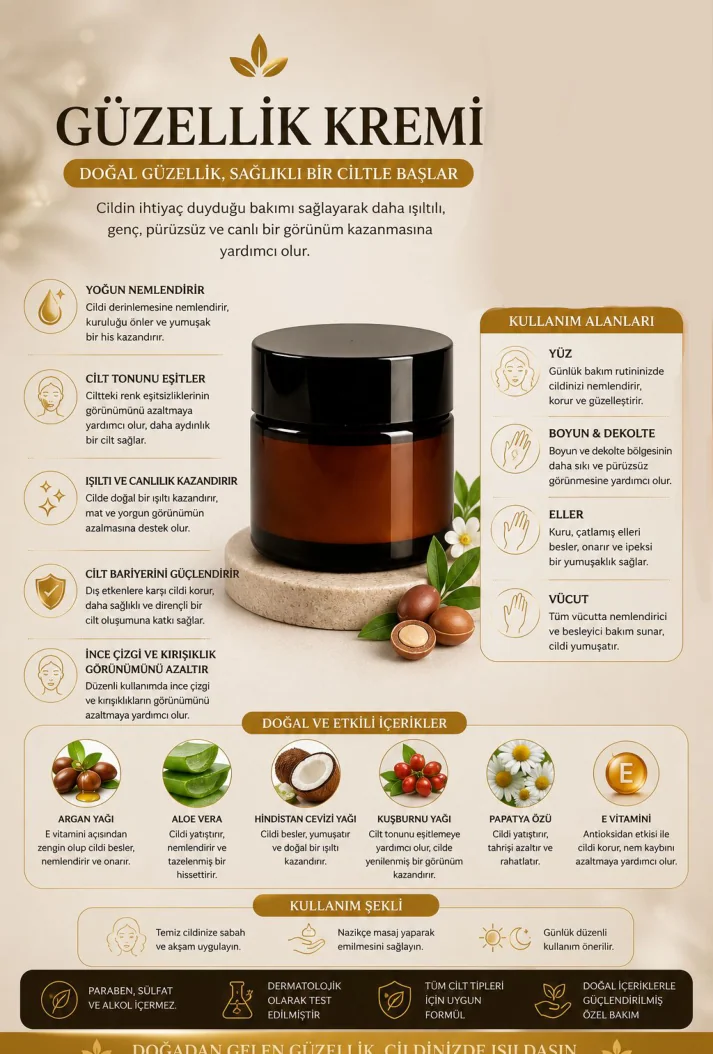 GÜZELLİK KREMİ
DOĞAL GÜZELLİK, SAĞLIKLI BİR CİLTLE BAŞLAR
Cildin ihtiyaç duyduğu bakımı sağlayarak daha ışıltılı,
genç, pürüzsüz ve canlı bir görünüm kazanmasına
yardımcı olur.
YOĞUN NEMLENDİRİR
Cildi derinlemesine nemlendirir,
kuruluğu önler ve yumuşak
bir his kazandırır.
CİLT TONUNU EŞİTLER
Ciltteki renk eşitsizliklerinin
görünümünü azaltmaya
yardımcı olur, daha aydınlık
bir cilt sağlar.
IŞILTI VE CANLILIK KAZANDIRIR
Cilde doğal bir ışıltı kazandırır,
mat ve yorgun görünümün
azalmasına destek olur.
CİLT BARİYERİNİ GÜÇLENDİRİR
Dış etkenlere karşı cildi korur,
daha sağlıklı ve dirençli bir
cilt oluşumuna katkı sağlar.
İNCE ÇİZGİ VE KIRIŞIKLIK
GÖRÜNÜMÜNÜ AZALTIR
Düzenli kullanımda ince çizgi
ve kırışıklıkların görünümünü
azaltmaya yardımcı olur.
KULLANIM ALANLARI
YÜZ
Günlük bakım rutininizde
cildinizi nemlendirir,
korur ve güzelleştirir.
BOYUN & DEKOLTE
Boyun ve dekolte bölgesinin
daha sıkı ve pürüzsüz
görünmesine yardımcı olur.
ELLER
Kuru, çatlamış elleri
besler, onarır ve ipeksi
bir yumuşaklık sağlar.
VÜCUT
Tüm vücutta nemlendirici
ve besleyici bakım sunar,
cildi yumuşatır.
DOĞAL VE ETKİLİ İÇERİKLER
ARGAN YAĞI
E vitamini açısından
zengin olup cildi besler,
nemlendirir ve onarır.
ALOE VERA
Cildi yatıştırır,
nemlendirir ve
tazelenmiş bir
hissettirir.
HİNDİSTAN CEVİZİ YAĞI
Cildi besler, yumuşatır
ve doğal bir ışıltı
kazandırır.
KUŞBURNU YAĞI
Cilt tonunu eşitlemeye
yardımcı olur, cilde
yenilenmiş bir görünüm
kazandırır.
PAPATYA ÖZÜ
Cildi yatıştırır,
tahrişi azaltır ve
rahatlatır.
E
E VİTAMİNİ
Antioksidan etkisi ile
cildi korur, nem kaybını
azaltmaya yardımcı olur.
KULLANIM ŞEKLİ
Temiz cildinize sabah
ve akşam uygulayın.
Nazikçe masaj yaparak
emilmesini sağlayın.
Günlük düzenli
kullanım önerilir.
PARABEN, SÜLFAT
VE ALKOL İÇERMEZ.
DERMATOLOJİK
OLARAK TEST
EDİLMİŞTİR
TÜM CİLT TİPLERİ
İÇİN UYGUN
FORMÜL
DOĞAL İÇERİKLERLE
GÜÇLENDİRİLMİŞ
ÖZEL BAKIM
DOĞADAN GELEN GÜZELLİK, CİLDİNİZDE IŞILDASIN